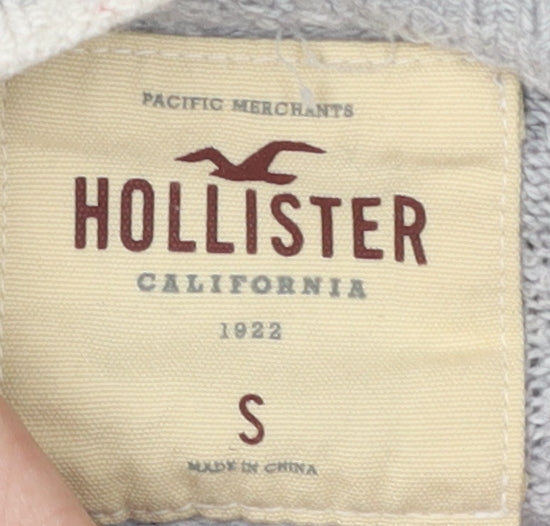 PACIFIC MERCHANTS
HOLLISTER
CALIFORNIA
1922
S
MADE IN CHINA